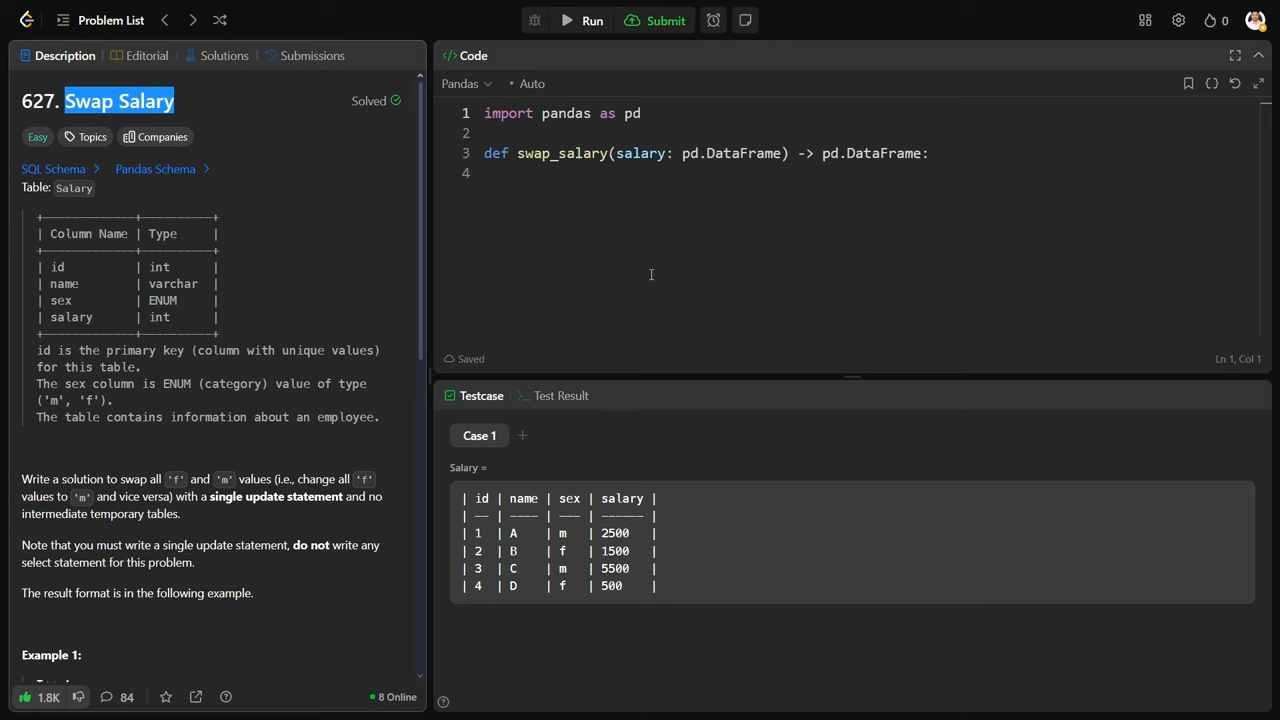 Problem List
Run
Submit
0
Description
Editorial
Solutions
Submissions
627. Swap Salary
Solved
Easy
Topics
Companies
SQL Schema
Pandas Schema
Table: Salary
+-------------+----------+
| Column Name | Type     |
+-------------+----------+
| id          | int      |
| name        | varchar  |
| sex         | ENUM     |
| salary      | int      |
+-------------+----------+
id is the primary key (column with unique values)
for this table.
The sex column is ENUM (category) value of type
('m', 'f').
The table contains information about an employee.
Write a solution to swap all 'f' and 'm' values (i.e., change all 'f'
values to 'm' and vice versa) with a single update statement and no
intermediate temporary tables.
Note that you must write a single update statement, do not write any
select statement for this problem.
The result format is in the following example.
Example 1:
1.8K
84
8 Online
</> Code
Pandas
Auto
1 import pandas as pd
2
3 def swap_salary(salary: pd.DataFrame) -> pd.DataFrame:
4
Saved
Ln 1, Col 1
Testcase
>_ Test Result
Case 1
Salary =
| id | name | sex | salary |
| -- | ---- | --- | ------ |
| 1  | A    | m   | 2500   |
| 2  | B    | f   | 1500   |
| 3  | C    | m   | 5500   |
| 4  | D    | f   | 500    |